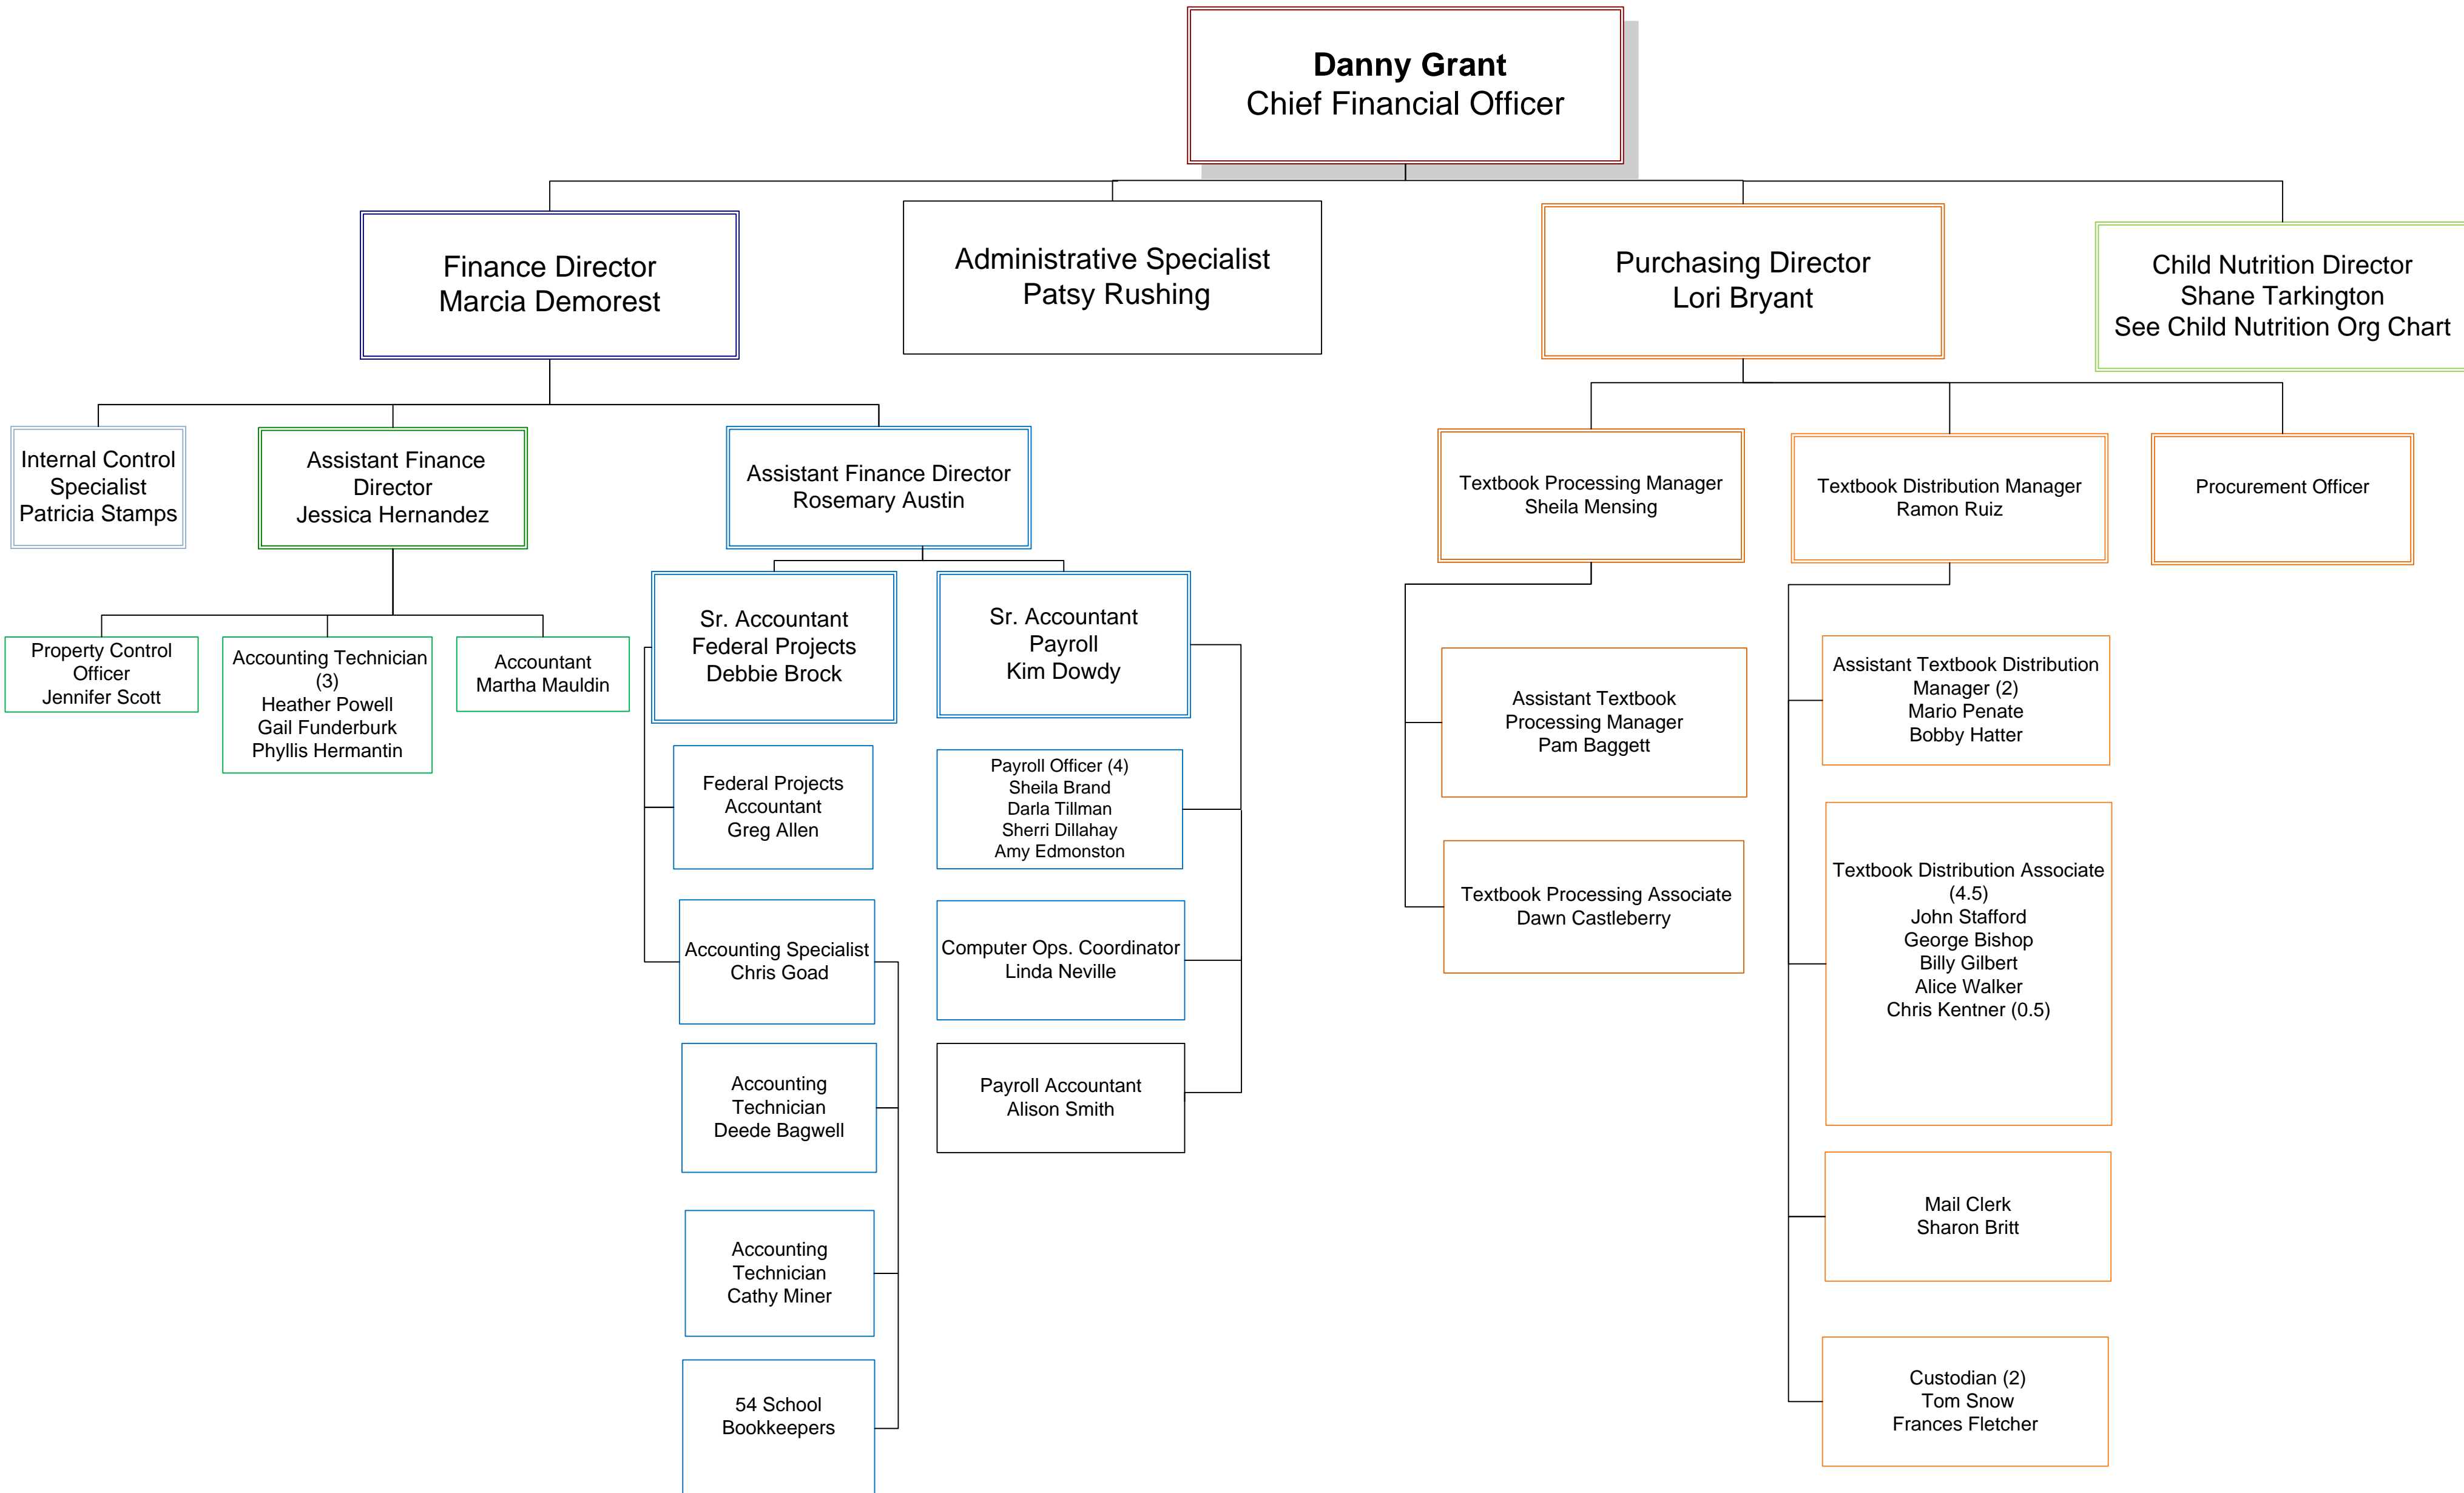 Danny Grant
Chief Financial Officer
Finance Director
Marcia Demorest
Administrative Specialist
Patsy Rushing
Purchasing Director
Lori Bryant
Child Nutrition Director
Shane Tarkington
See Child Nutrition Org Chart
Internal Control
Specialist
Patricia Stamps
Assistant Finance
Director
Jessica Hernandez
Assistant Finance Director
Rosemary Austin
Textbook Processing Manager
Sheila Mensing
Textbook Distribution Manager
Ramon Ruiz
Procurement Officer
Property Control
Officer
Jennifer Scott
Accounting Technician
(3)
Heather Powell
Gail Funderburk
Phyllis Hermantin
Accountant
Martha Mauldin
Sr. Accountant
Federal Projects
Debbie Brock
Sr. Accountant
Payroll
Kim Dowdy
Federal Projects
Accountant
Greg Allen
Payroll Officer (4)
Sheila Brand
Darla Tillman
Sherri Dillahay
Amy Edmonston
Accounting Specialist
Chris Goad
Computer Ops. Coordinator
Linda Neville
Accounting
Technician
Deede Bagwell
Payroll Accountant
Alison Smith
Accounting
Technician
Cathy Miner
54 School
Bookkeepers
Assistant Textbook
Processing Manager
Pam Baggett
Textbook Processing Associate
Dawn Castleberry
Assistant Textbook Distribution
Manager (2)
Mario Penate
Bobby Hatter
Textbook Distribution Associate
(4.5)
John Stafford
George Bishop
Billy Gilbert
Alice Walker
Chris Kentner (0.5)
Mail Clerk
Sharon Britt
Custodian (2)
Tom Snow
Frances Fletcher